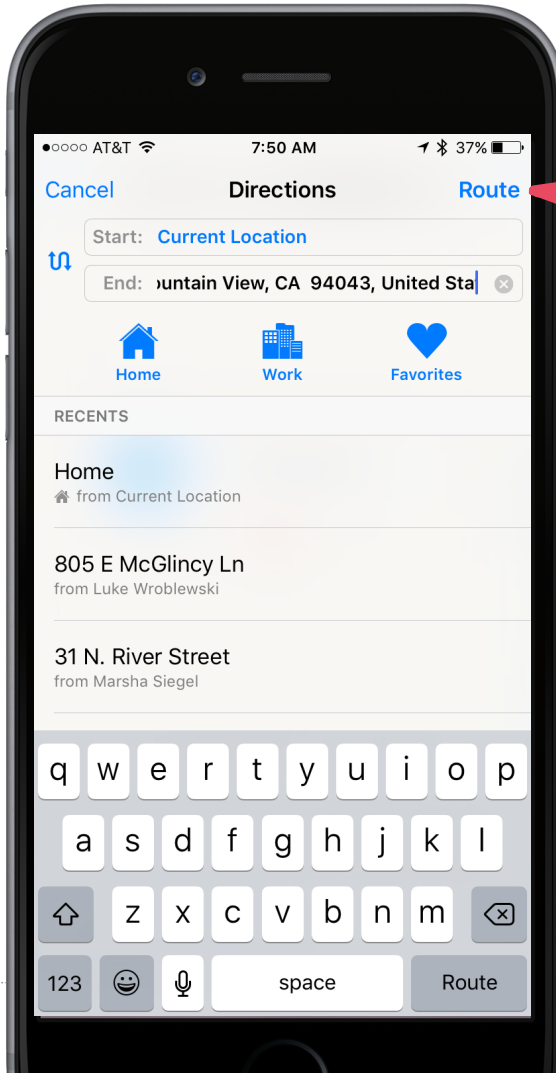 AT&T 7:50 AM 37%
Cancel Directions Route
Start: Current Location
End: ountain View, CA 94043, United Sta
Home Work Favorites
RECENTS
Home
from Current Location
805 E McGlincy Ln
from Luke Wroblewski
31 N. River Street
from Marsha Siegel
q w e r t y u i o p
a s d f g h j k l
z x c v b n m
123 space Route